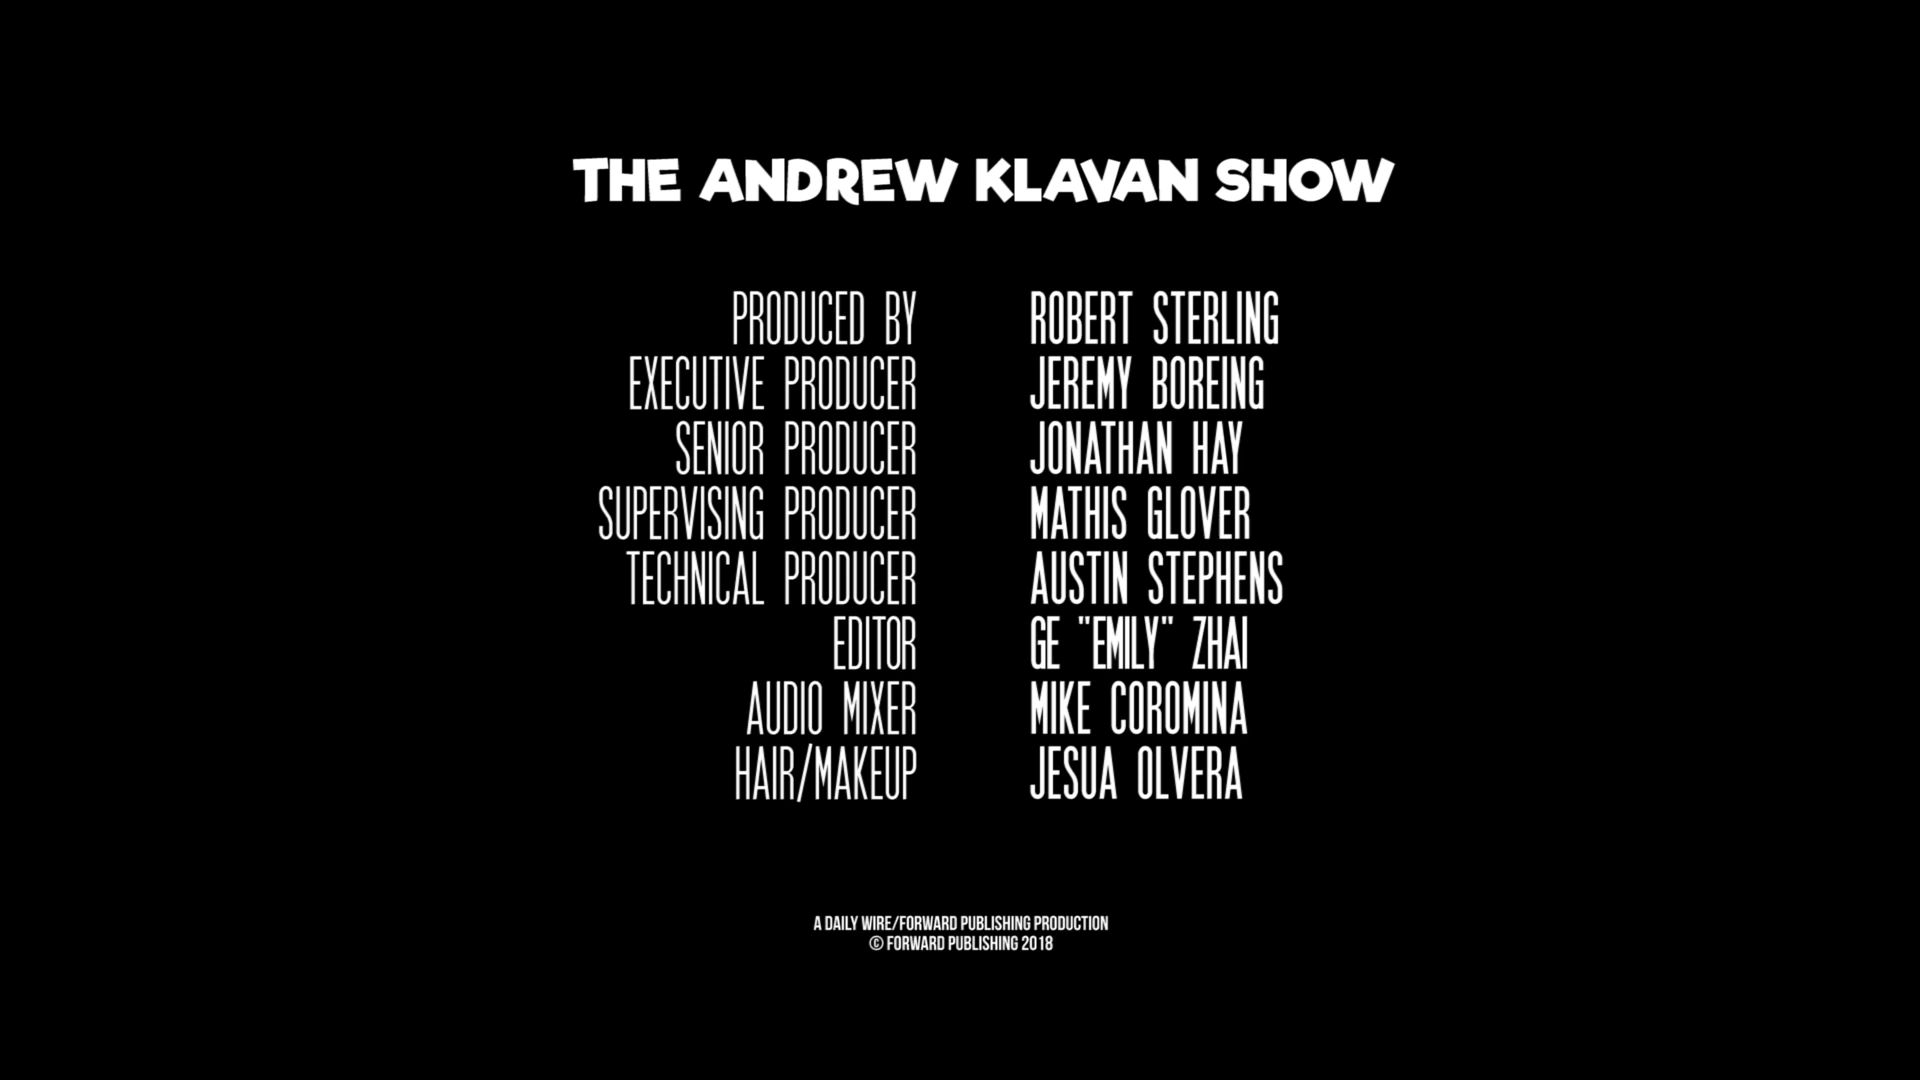 THE ANDREW KLAVAN SHOW
PRODUCED BY ROBERT STERLING
EXECUTIVE PRODUCER JEREMY BOREING
SENIOR PRODUCER JONATHAN HAY
SUPERVISING PRODUCER MATHIS GLOVER
TECHNICAL PRODUCER AUSTIN STEPHENS
EDITOR GE "EMILY" ZHAI
AUDIO MIXER MIKE COROMINA
HAIR/MAKEUP JESUA OLVERA
A DAILY WIRE/FORWARD PUBLISHING PRODUCTION
© FORWARD PUBLISHING 2018